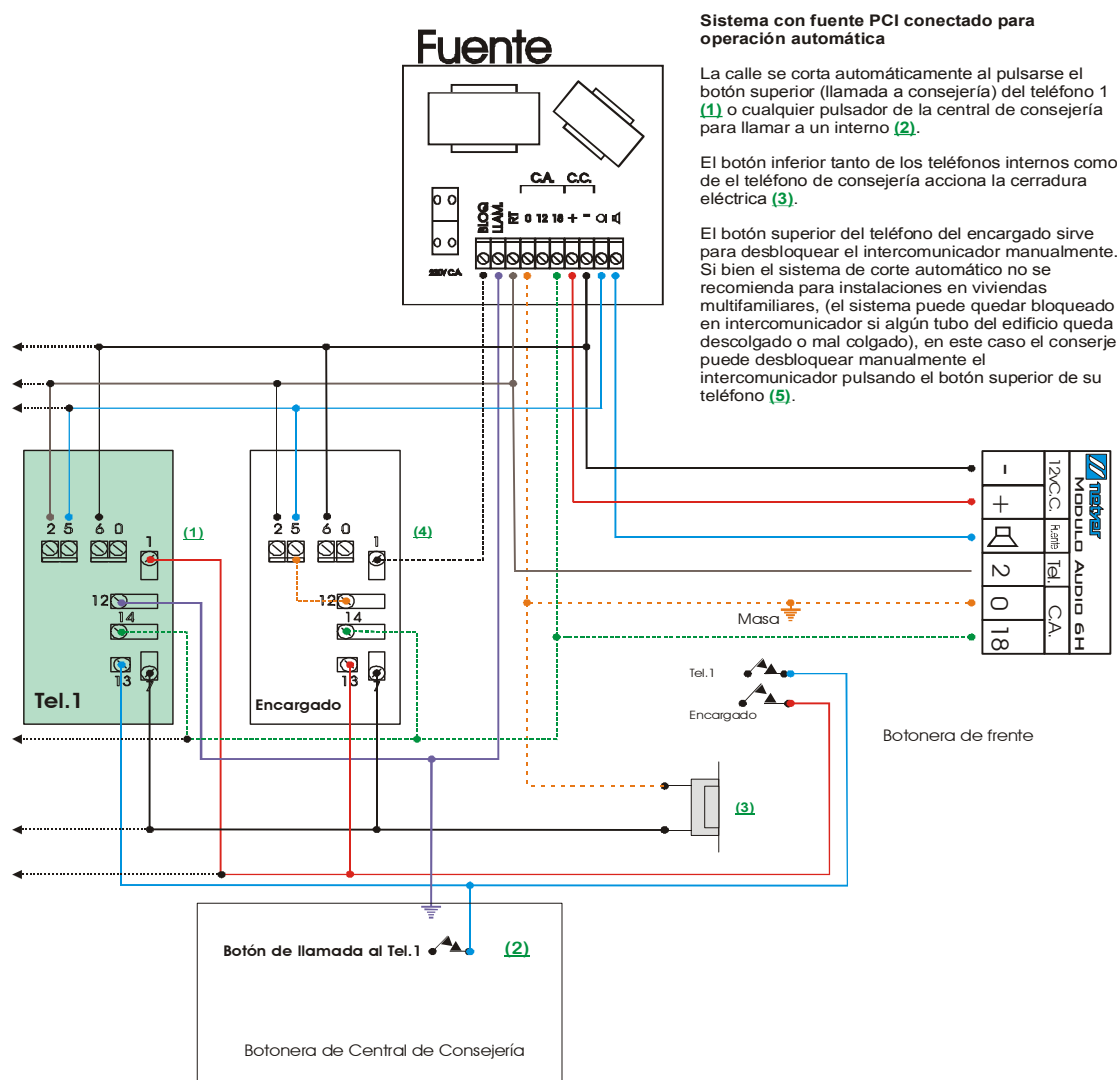 Fuente
Sistema con fuente PCI conectado para
operación automática
La calle se corta automáticamente al pulsarse el
botón superior (llamada a consejería) del teléfono 1
(1) o cualquier pulsador de la central de consejería
para llamar a un interno (2).
El botón inferior tanto de los teléfonos internos como
de el teléfono de consejería acciona la cerradura
eléctrica (3).
El botón superior del teléfono del encargado sirve
para desbloquear el intercomunicador manualmente.
Si bien el sistema de corte automático no se
recomienda para instalaciones en viviendas
multifamiliares, (el sistema puede quedar bloqueado
en intercomunicador si algún tubo del edificio queda
descolgado o mal colgado), en este caso el conserje
puede desbloquear manualmente el
intercomunicador pulsando el botón superior de su
teléfono (5).
C.A. C.C.
BLOQ LLAM. RT 0 12 18 + -
220V C.A.
2 5 6 0
1
(1)
12
14
13
7
Tel.1
2 5 6 0
1
(4)
12
14
13
7
Encargado
netyer
MODULO AUDIO 6H
12vC.C. Fuente Tel. C.A.
- + 2 0 18
Masa
Tel.1
Encargado
Botonera de frente
(3)
Botón de llamada al Tel.1
(2)
Botonera de Central de Consejería